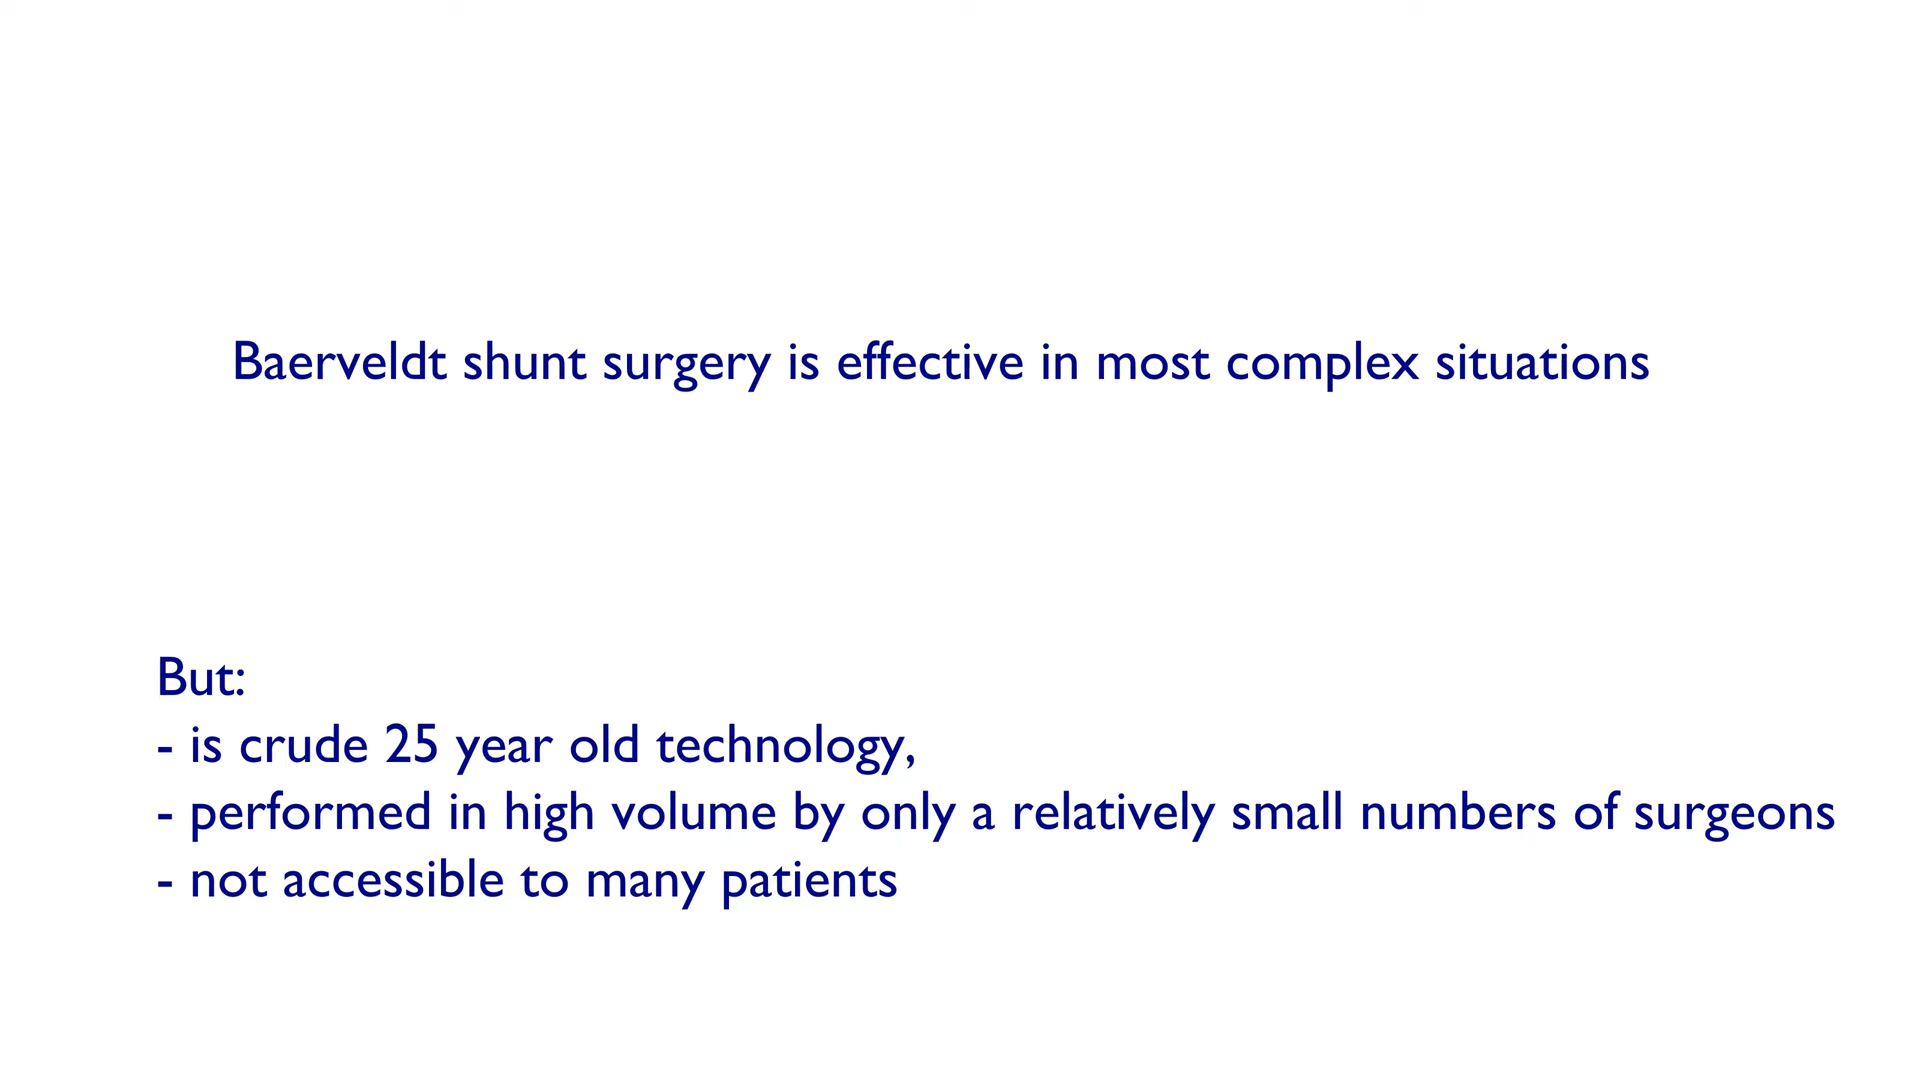 Baerveldt shunt surgery is effective in most complex situations
But:
- is crude 25 year old technology,
- performed in high volume by only a relatively small numbers of surgeons
- not accessible to many patients